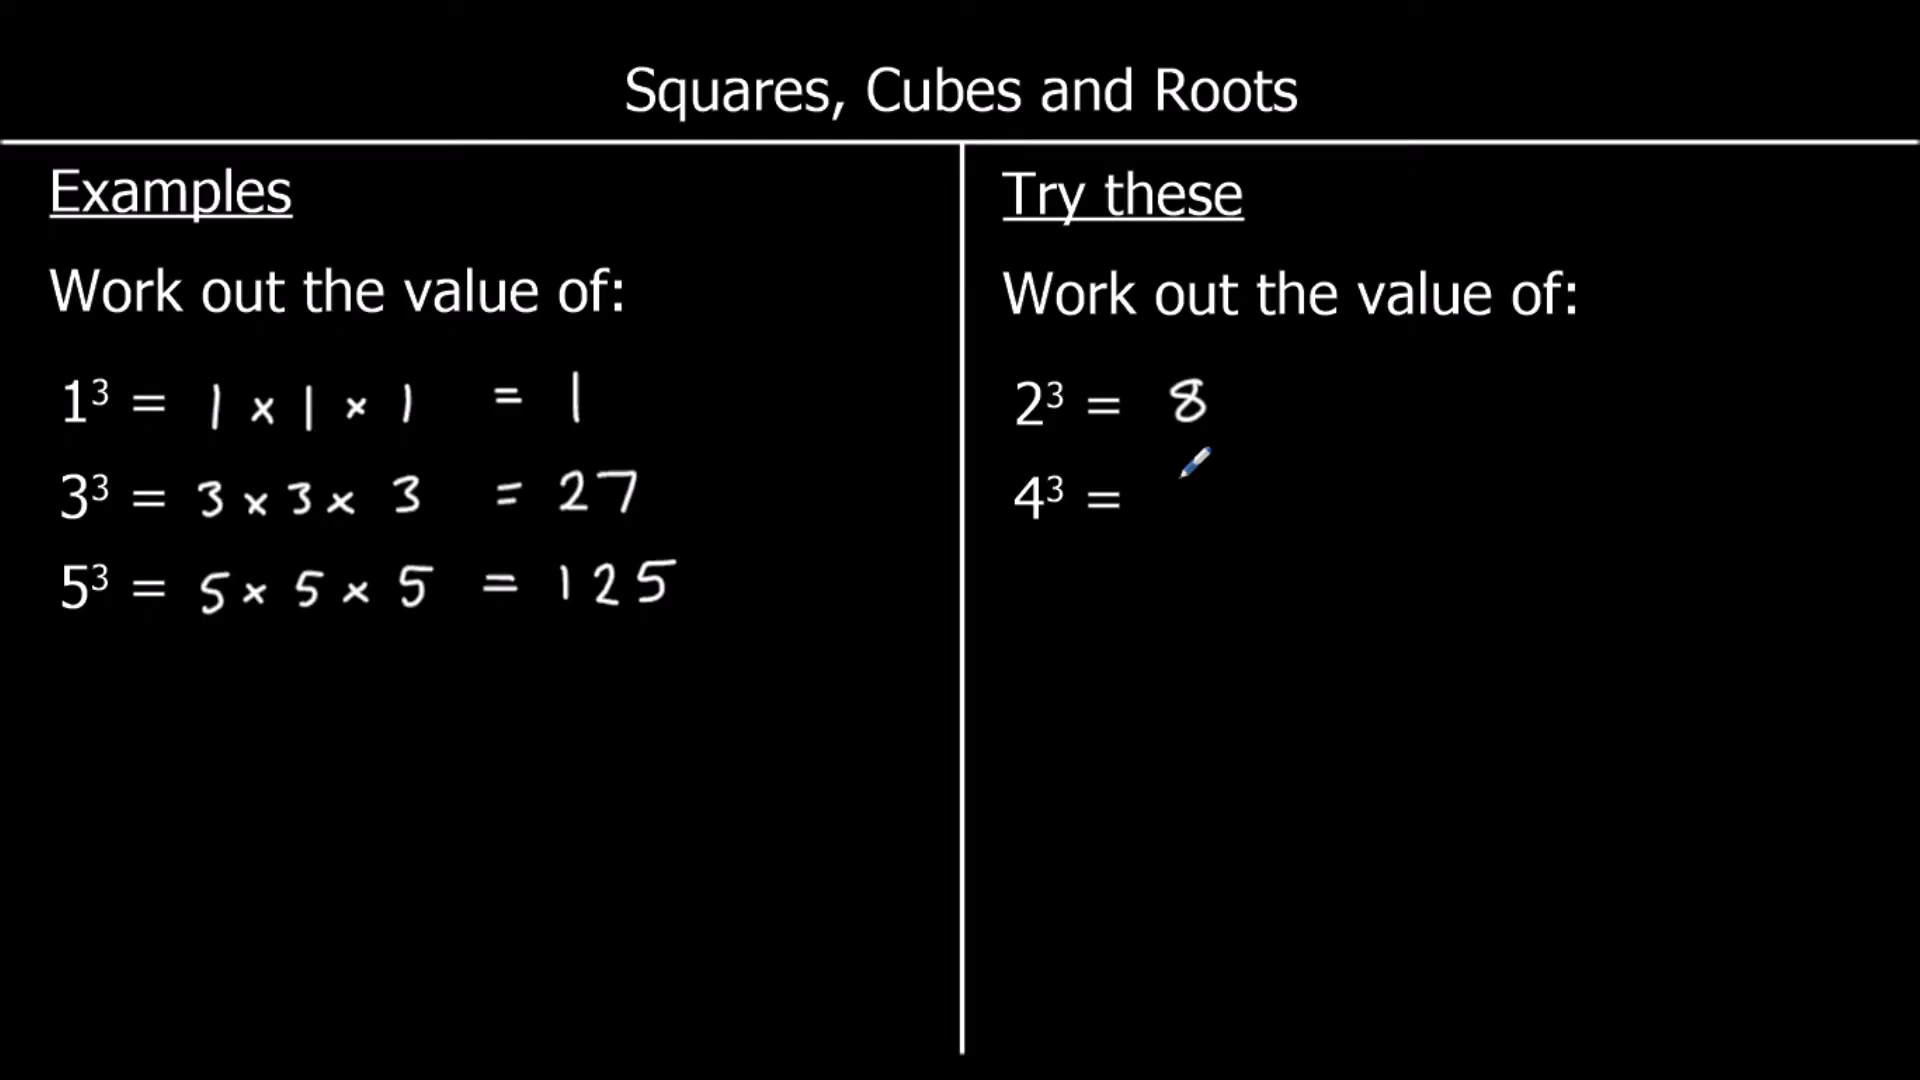 Squares, Cubes and Roots
Examples
Work out the value of:
1³ = 1 × 1 × 1 = 1
3³ = 3 × 3 × 3 = 27
5³ = 5 × 5 × 5 = 125
Try these
Work out the value of:
2³ = 8
4³ =